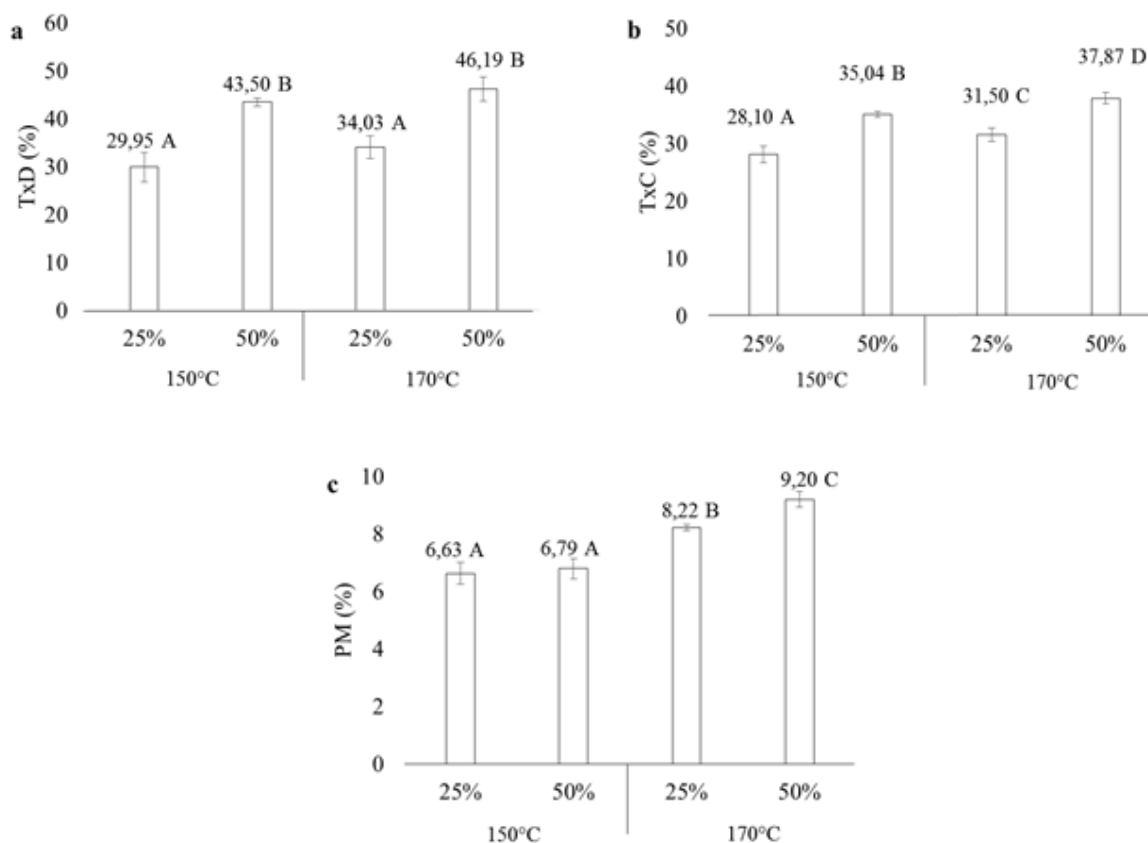 a
TxD (%)
60
50
40
30
20
10
0
29,95 A
43,50 B
34,03 A
46,19 B
25% 50% 25% 50%
150°C 170°C
b
TxC (%)
50
40
30
20
10
0
28,10 A
35,04 B
31,50 C
37,87 D
25% 50% 25% 50%
150°C 170°C
c
PM (%)
10
8
6
4
2
0
6,63 A
6,79 A
8,22 B
9,20 C
25% 50% 25% 50%
150°C 170°C